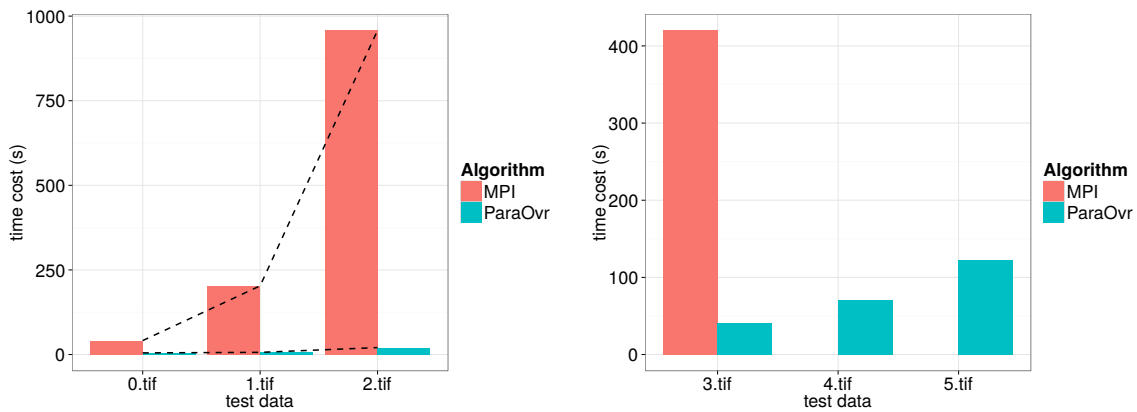 1000
750
500
250
0
time cost (s)
0.tif 1.tif 2.tif
test data
Algorithm
MPI
ParaOvr
400
300
200
100
0
time cost (s)
3.tif 4.tif 5.tif
test data
Algorithm
MPI
ParaOvr